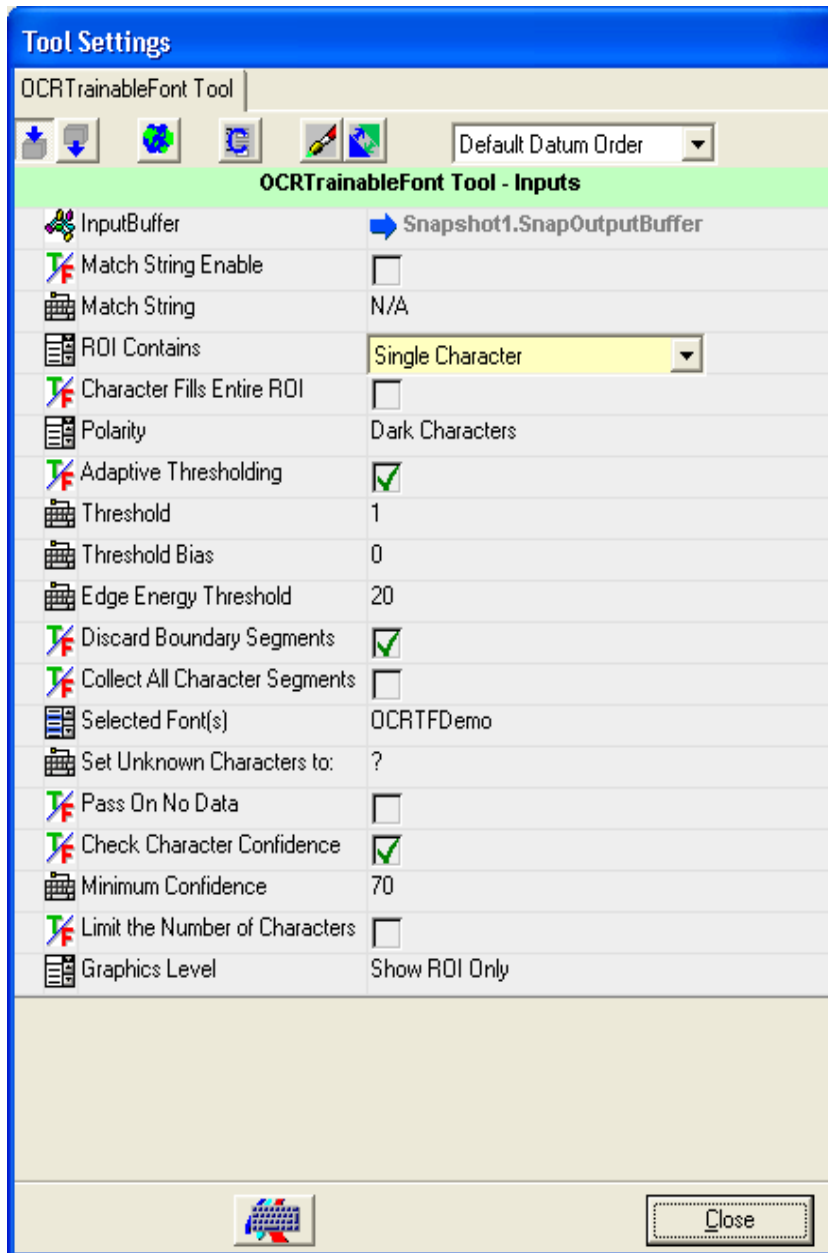 Tool Settings
OCRTrainableFont Tool
Default Datum Order
OCRTrainableFont Tool - Inputs
InputBuffer Snapshot1.SnapOutputBuffer
T/F Match String Enable
Match String N/A
ROI Contains Single Character
T/F Character Fills Entire ROI
Polarity Dark Characters
T/F Adaptive Thresholding
Threshold 1
Threshold Bias 0
Edge Energy Threshold 20
T/F Discard Boundary Segments
T/F Collect All Character Segments
Selected Font(s) OCRTFDemo
Set Unknown Characters to: ?
T/F Pass On No Data
T/F Check Character Confidence
Minimum Confidence 70
T/F Limit the Number of Characters
Graphics Level Show ROI Only
Close